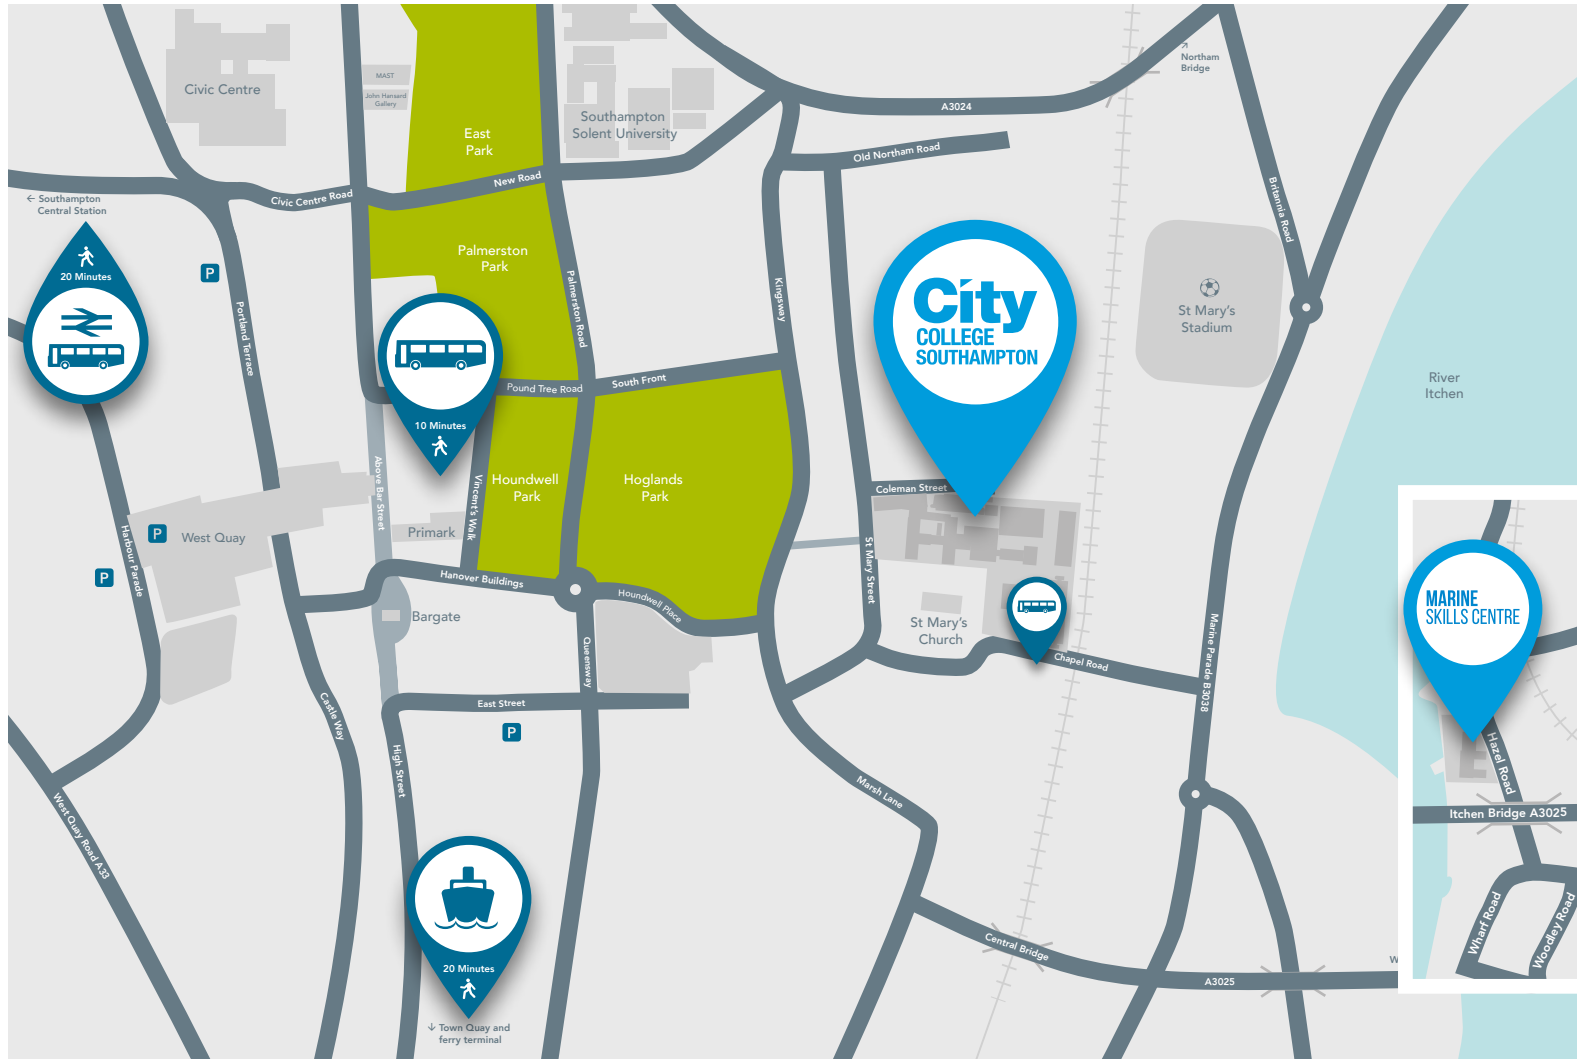 Civic Centre
MAST
John Hansard
Gallery
East
Park
Southampton
Solent University
A3024
↗
Northam
Bridge
Old Northam Road
New Road
Civic Centre Road
← Southampton
Central Station
20 Minutes
P
Portland Terrace
Palmerston
Park
Palmerston Road
Kingsway
Britannia Road
City
COLLEGE
SOUTHAMPTON
St Mary's
Stadium
River
Itchen
Pound Tree Road
South Front
10 Minutes
Above Bar Street
Vincent's Walk
Houndwell
Park
Hoglands
Park
Coleman Street
St Mary Street
Harbour Parade
P
West Quay
P
Primark
Hanover Buildings
Houndwell Place
Bargate
Queensway
St Mary's
Church
Chapel Road
Marine Parade B3038
MARINE
SKILLS CENTRE
Hazel Road
Itchen Bridge A3025
Wharf Road
Woodley Road
Castle Way
East Street
P
High Street
Marsh Lane
West Quay Road A33
20 Minutes
↓ Town Quay and
ferry terminal
Central Bridge
A3025
W